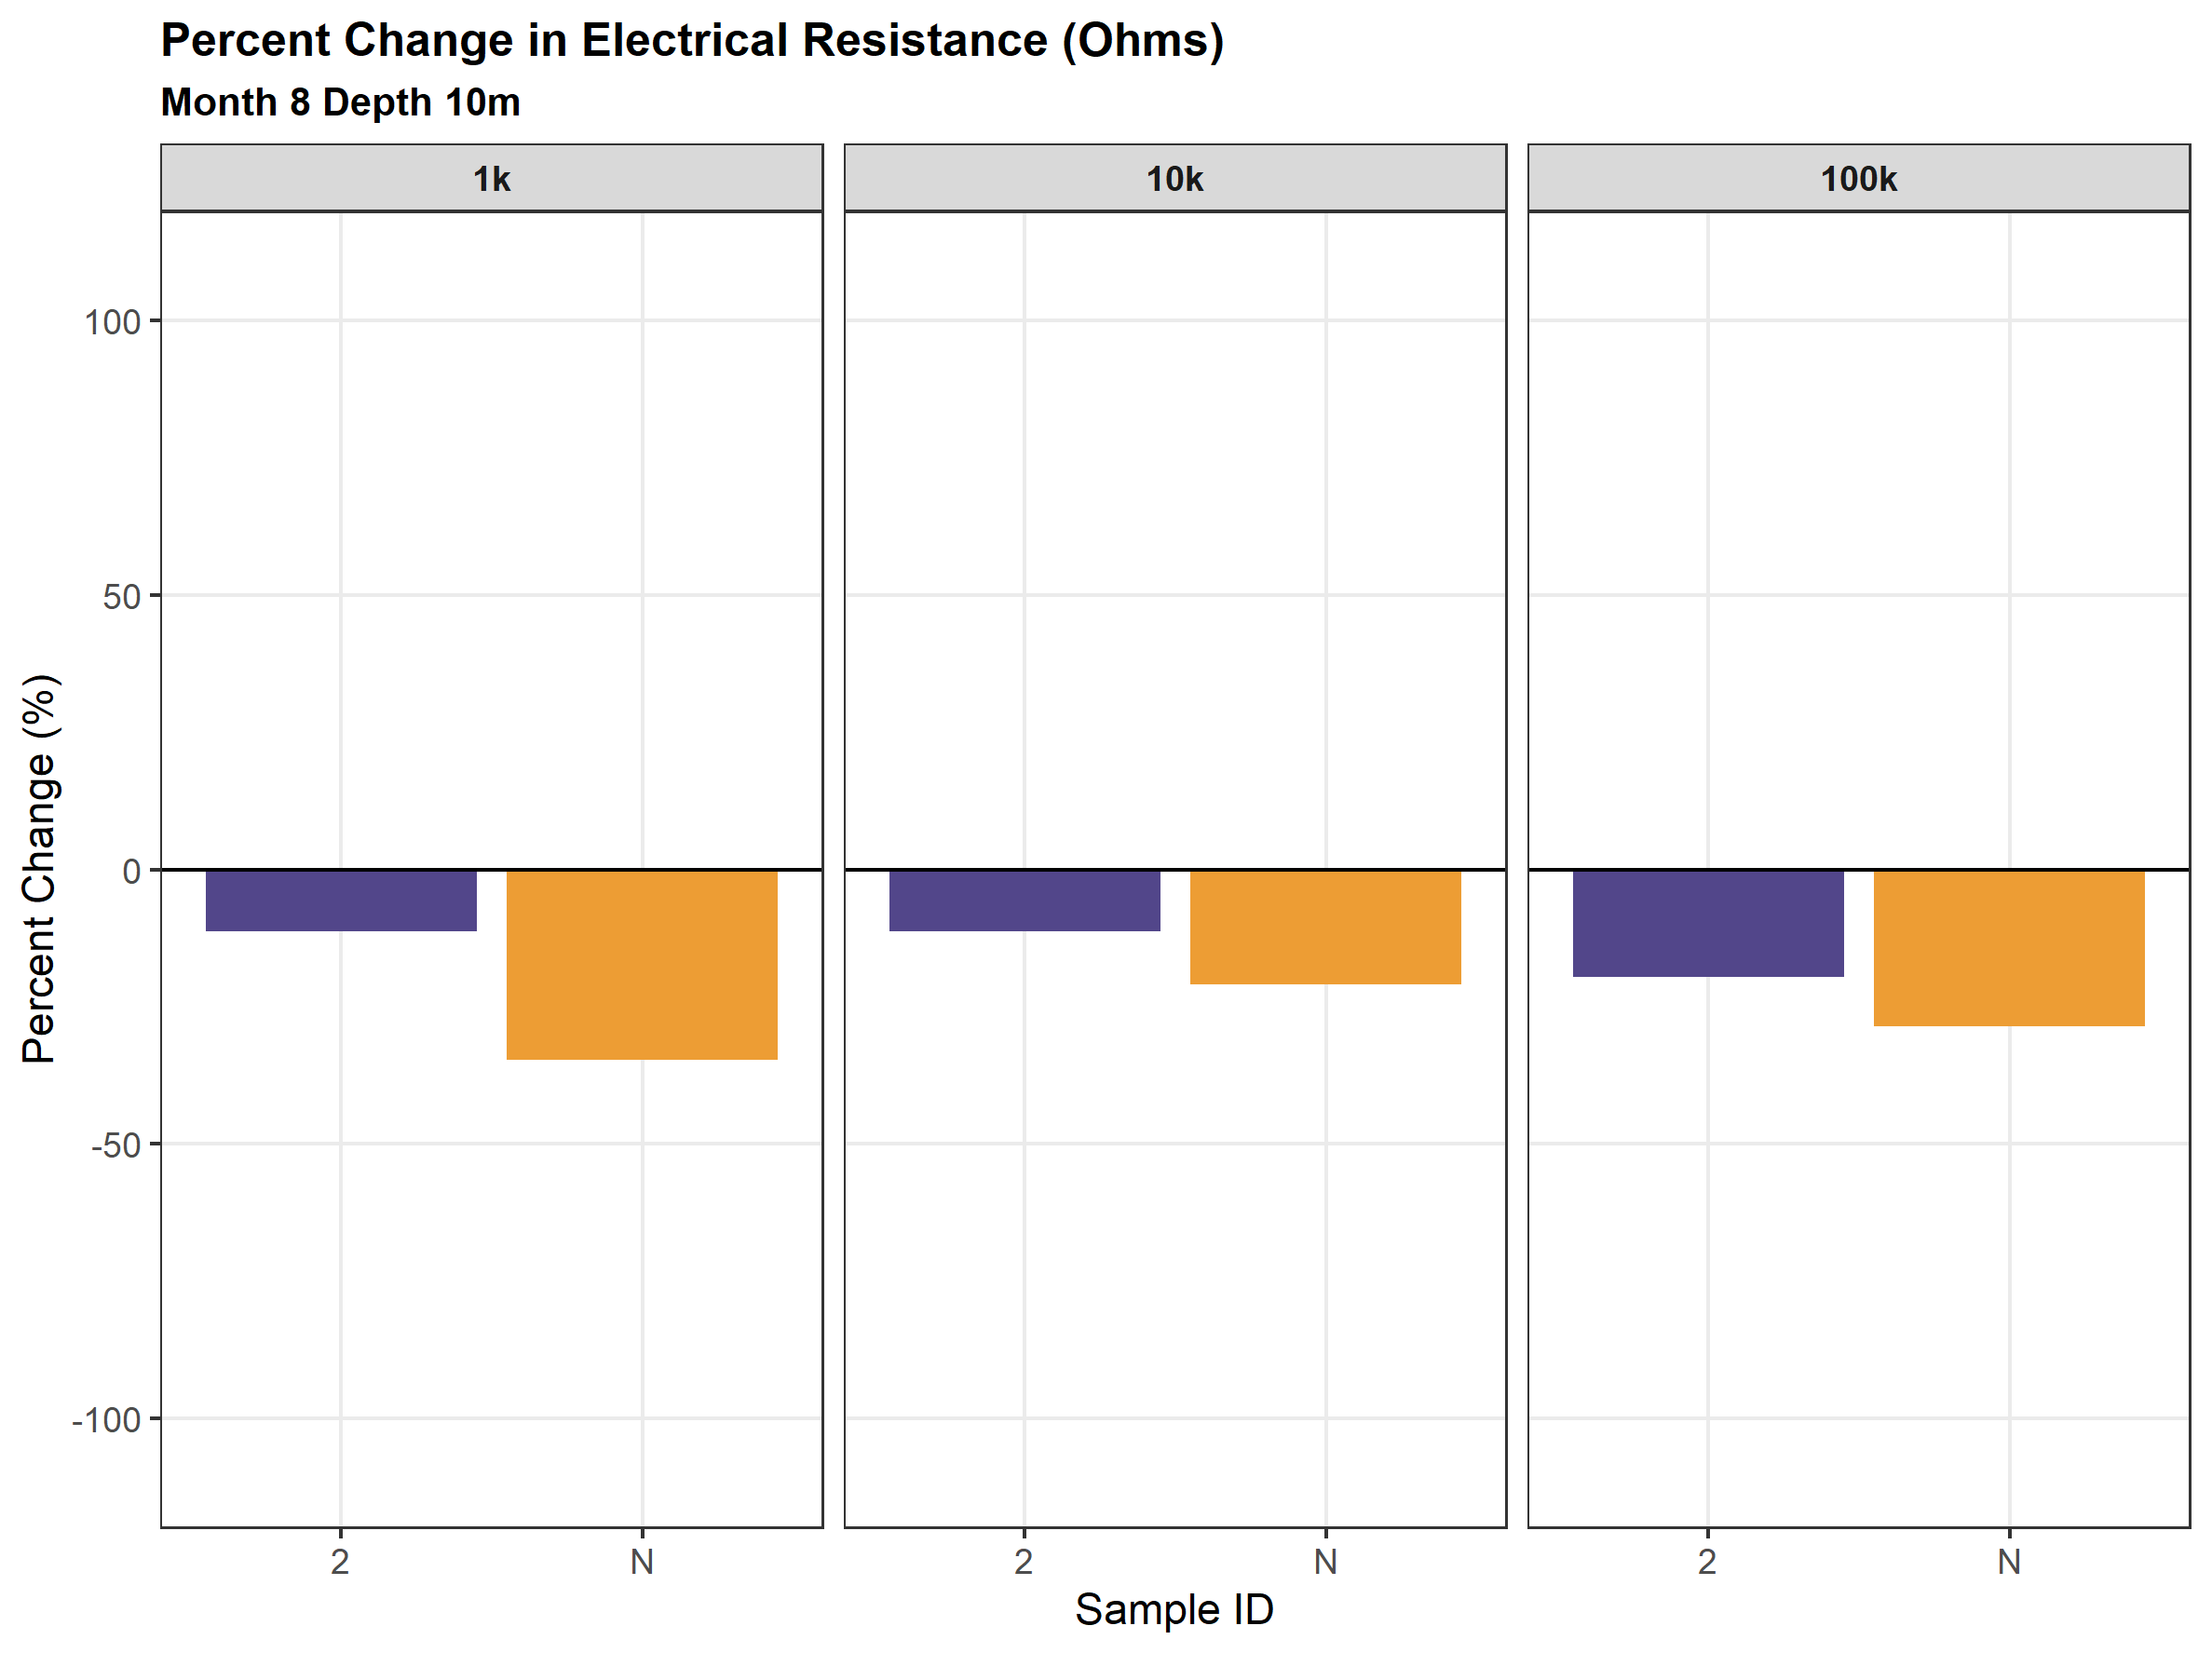 Percent Change in Electrical Resistance (Ohms)
Month 8 Depth 10m
1k
10k
100k
Percent Change (%)
100
50
0
-50
-100
2
N
2
N
2
N
Sample ID